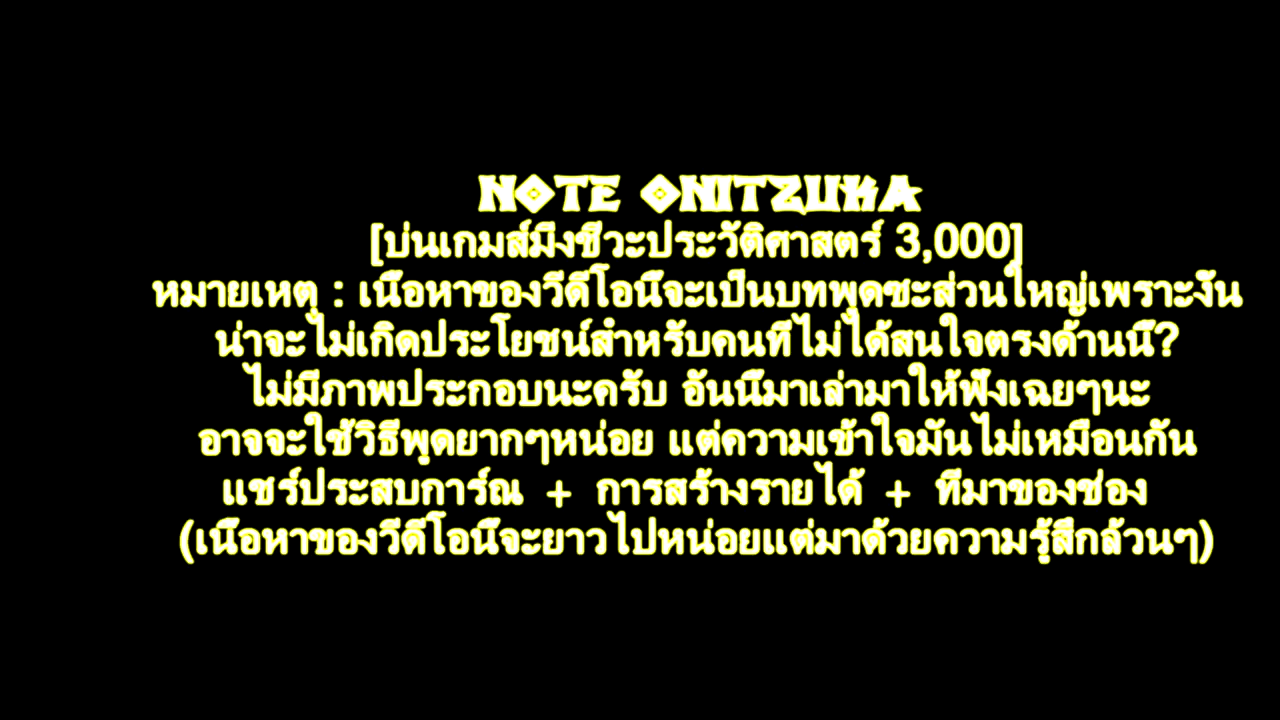 NOTE ONITZUKA
[บ่นเกมส์มึงชีวะประวัติศาสตร์ 3,000]
หมายเหตุ : เนื้อหาของวีดีโอนี้จะเป็นบทพูดซะส่วนใหญ่เพราะงั้น
น่าจะไม่เกิดประโยชน์สำหรับคนที่ไม่ได้สนใจตรงด้านนี้?
ไม่มีภาพประกอบนะครับ อันนี้มาเล่ามาให้ฟังเฉยๆนะ
อาจจะใช้วิธีพูดยากๆหน่อย แต่ความเข้าใจมันไม่เหมือนกัน
แชร์ประสบการ์ณ + การสร้างรายได้ + ที่มาของช่อง
(เนื้อหาของวีดีโอนี้จะยาวไปหน่อยแต่มาด้วยความรู้สึกล้วนๆ)